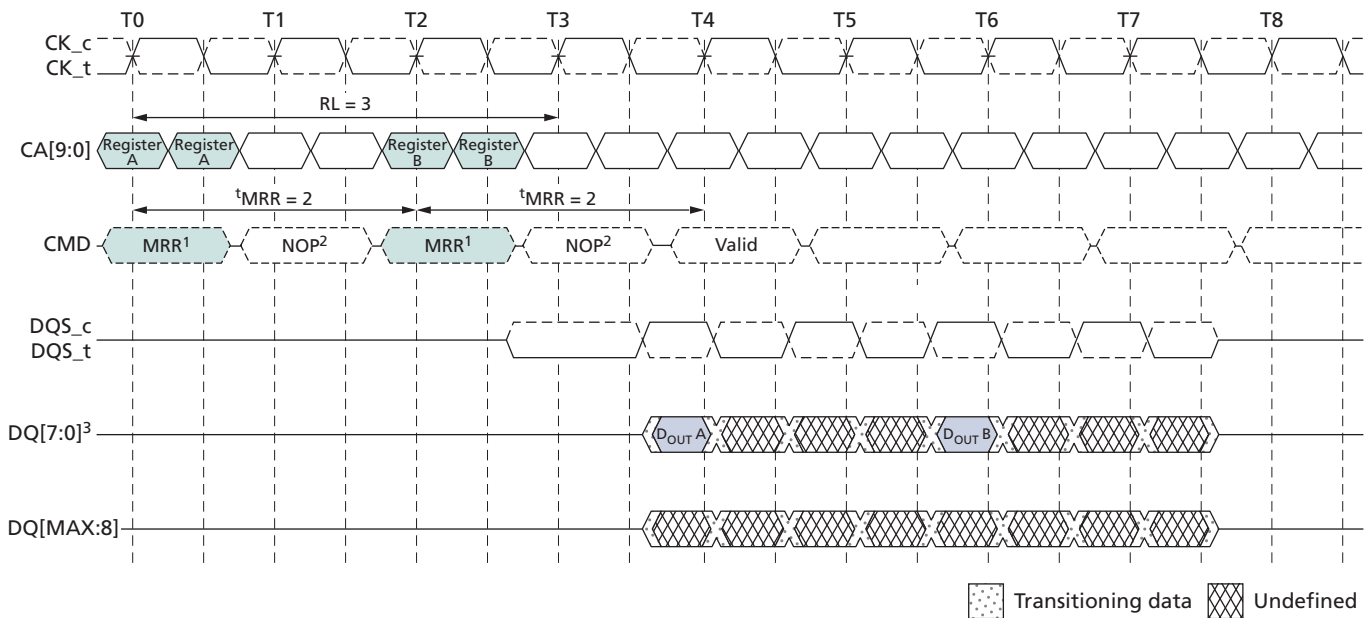 T0 T1 T2 T3 T4 T5 T6 T7 T8
CK_c
CK_t
RL = 3
CA[9:0]
Register A
Register A
Register B
Register B
tMRR = 2
tMRR = 2
CMD
MRR1
NOP2
MRR1
NOP2
Valid
DQS_c
DQS_t
DQ[7:0]3
DOUT A
DOUT B
DQ[MAX:8]
Transitioning data
Undefined